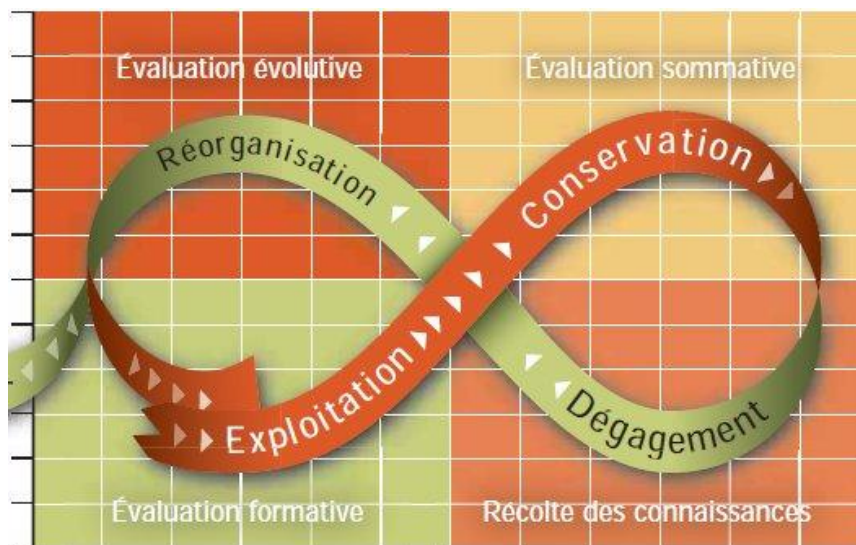 Évaluation évolutive
Évaluation sommative
Réorganisation
Conservation
Exploitation
Dégagement
Évaluation formative
Récolte des connaissances